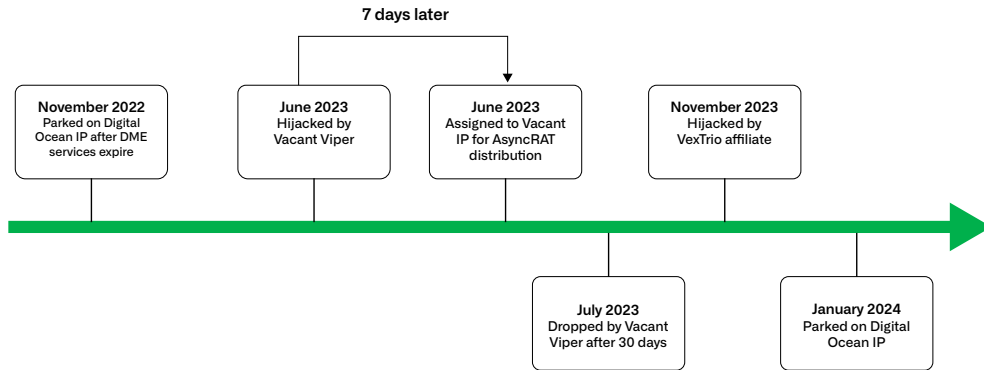 7 days later
November 2022
Parked on Digital
Ocean IP after DME
services expire
June 2023
Hijacked by
Vacant Viper
June 2023
Assigned to Vacant
IP for AsyncRAT
distribution
November 2023
Hijacked by
VexTrio affiliate
July 2023
Dropped by Vacant
Viper after 30 days
January 2024
Parked on Digital
Ocean IP